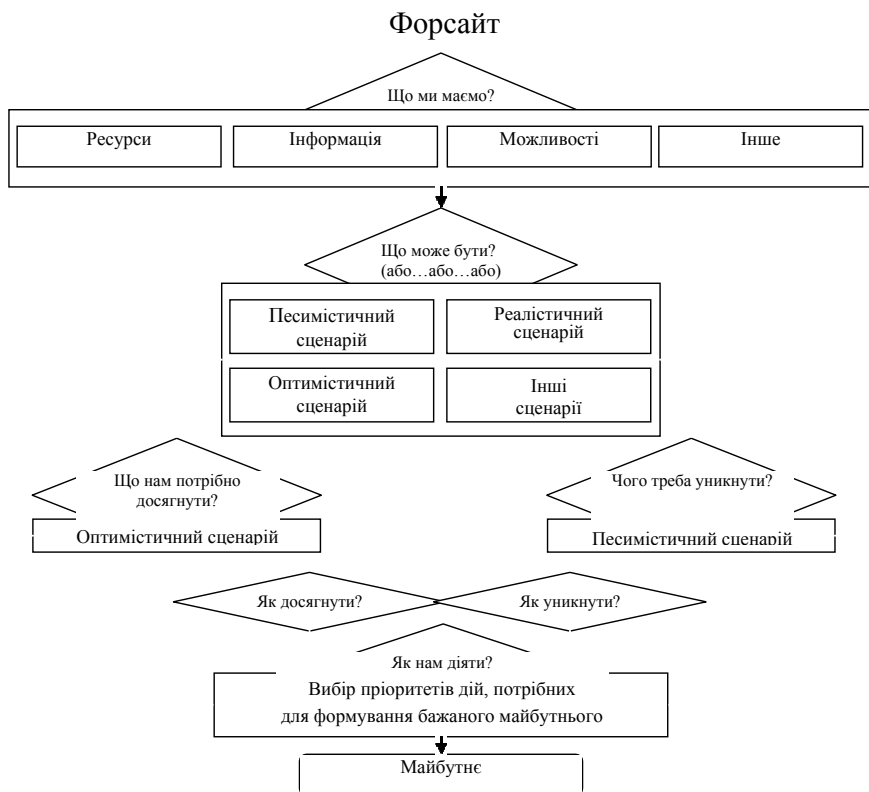 Форсайт
Що ми маємо?
Ресурси
Інформація
Можливості
Інше
Що може бути?
(або…або…або)
Песимістичний
сценарій
Реалістичний
сценарій
Оптимістичний
сценарій
Інші
сценарії
Що нам потрібно
досягнути?
Оптимістичний сценарій
Чого треба уникнути?
Песимістичний сценарій
Як досягнути?
Як уникнути?
Як нам діяти?
Вибір пріоритетів дій, потрібних
для формування бажаного майбутнього
Майбутнє